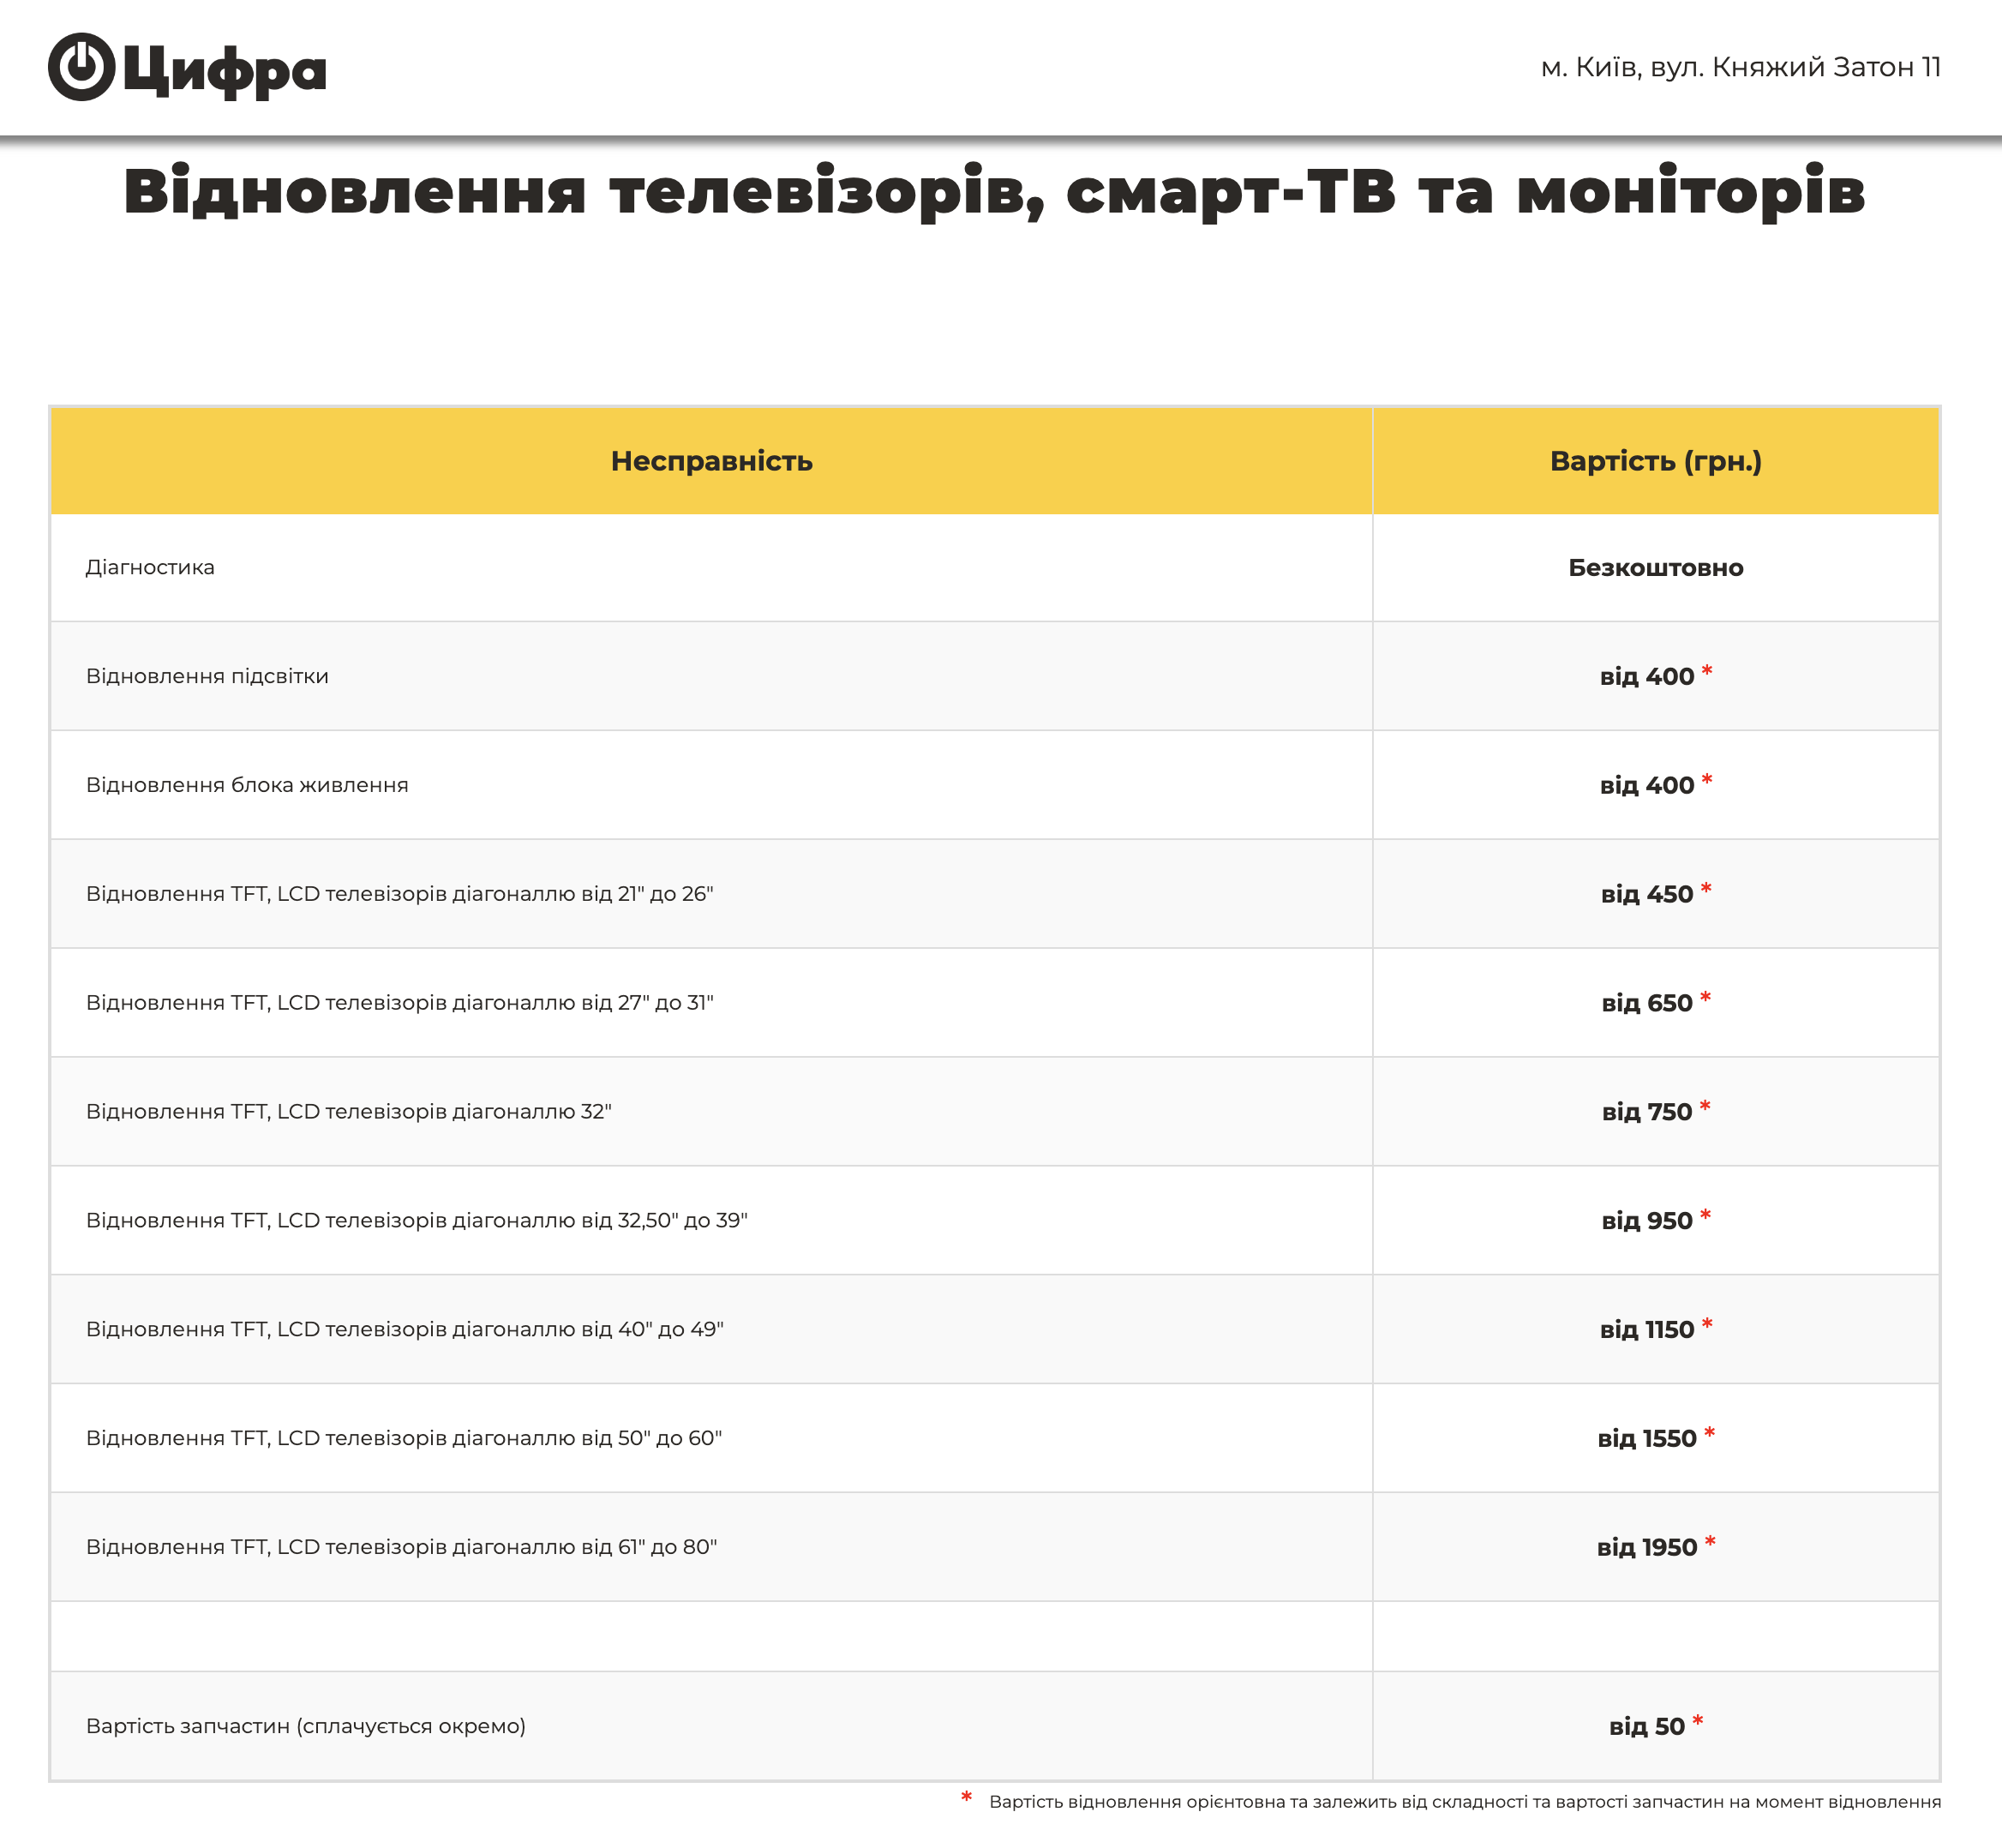 Цифра
м. Київ, вул. Княжий Затон 11
Відновлення телевізорів, смарт-ТВ та моніторів
Несправність
Вартість (грн.)
Діагностика
Безкоштовно
Відновлення підсвітки
від 400 *
Відновлення блока живлення
від 400 *
Відновлення TFT, LCD телевізорів діагоналлю від 21" до 26"
від 450 *
Відновлення TFT, LCD телевізорів діагоналлю від 27" до 31"
від 650 *
Відновлення TFT, LCD телевізорів діагоналлю 32"
від 750 *
Відновлення TFT, LCD телевізорів діагоналлю від 32,50" до 39"
від 950 *
Відновлення TFT, LCD телевізорів діагоналлю від 40" до 49"
від 1150 *
Відновлення TFT, LCD телевізорів діагоналлю від 50" до 60"
від 1550 *
Відновлення TFT, LCD телевізорів діагоналлю від 61" до 80"
від 1950 *
Вартість запчастин (сплачується окремо)
від 50 *
* Вартість відновлення орієнтовна та залежить від складності та вартості запчастин на момент відновлення